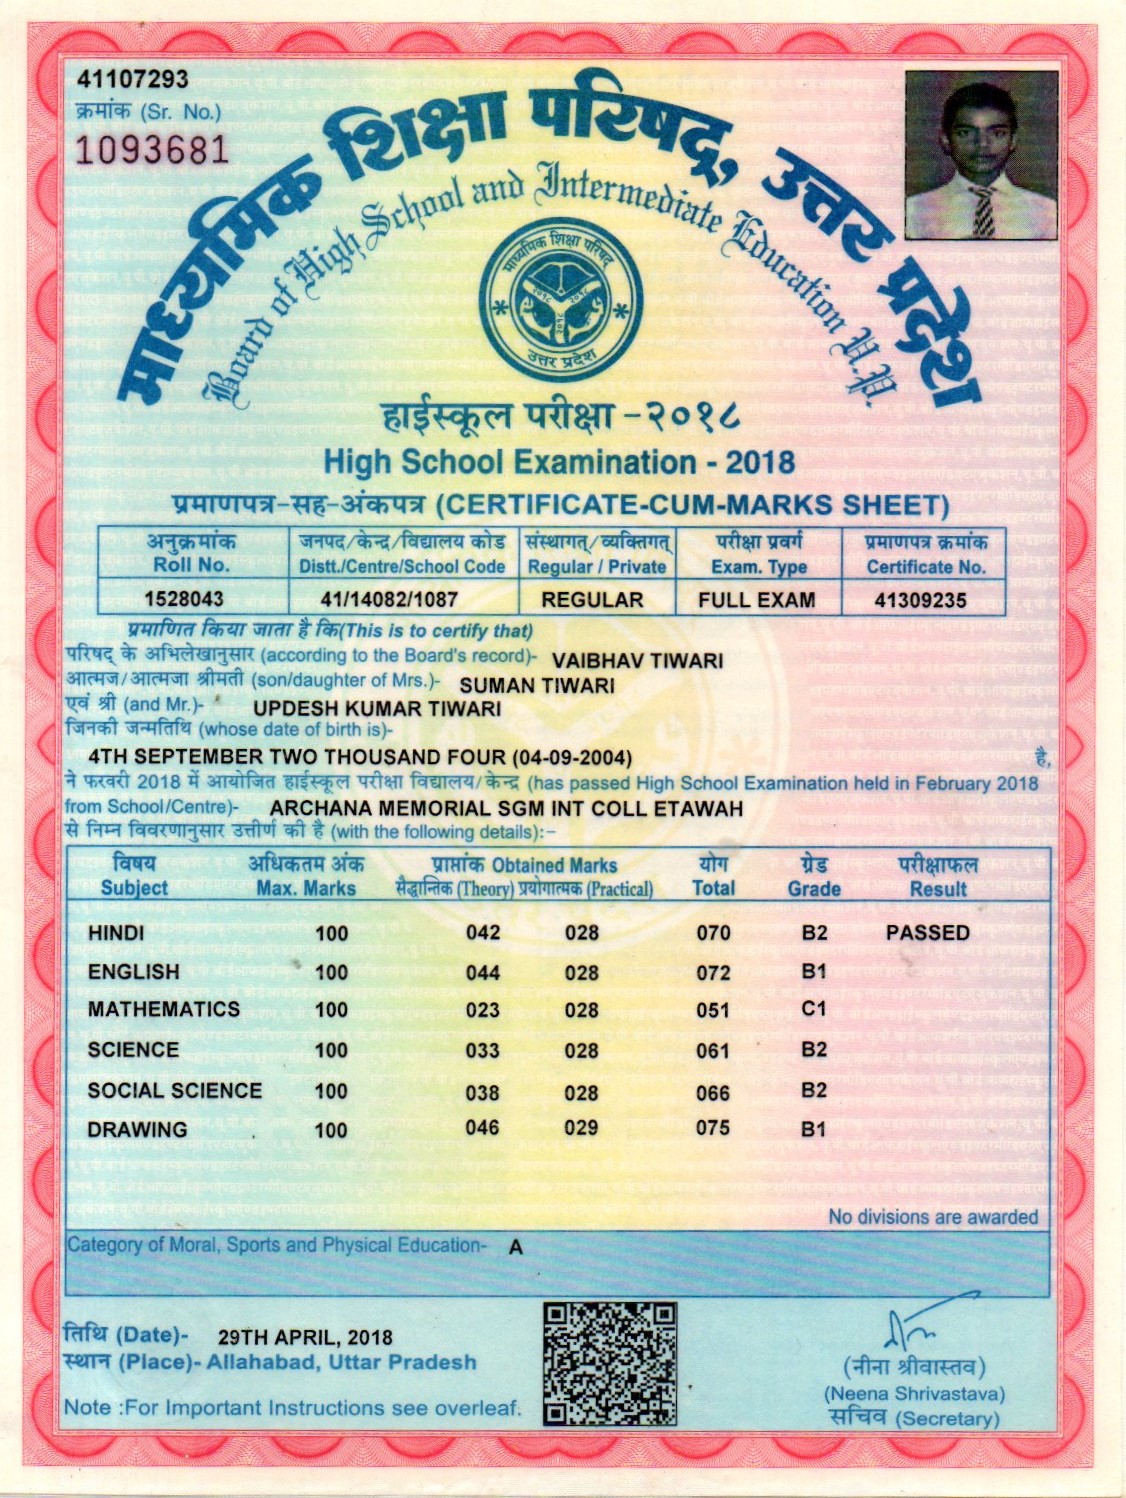 41107293
क्रमांक (Sr. No.)
1093681
माध्यमिक शिक्षा परिषद्, उत्तर प्रदेश
Board of High School and Intermediate Education U.P.
माध्यमिक शिक्षा परिषद
२०१८ २०१८
२०१८
उत्तर प्रदेश
हाईस्कूल परीक्षा -२०१८
High School Examination - 2018
प्रमाणपत्र-सह-अंकपत्र (CERTIFICATE-CUM-MARKS SHEET)
अनुक्रमांक जनपद/केन्द्र/विद्यालय कोड संस्थागत्/व्यक्तिगत् परीक्षा प्रवर्ग प्रमाणपत्र क्रमांक
Roll No. Distt./Centre/School Code Regular / Private Exam. Type Certificate No.
1528043 41/14082/1087 REGULAR FULL EXAM 41309235
प्रमाणित किया जाता है कि(This is to certify that)
परिषद् के अभिलेखानुसार (according to the Board's record)- VAIBHAV TIWARI
आत्मज/आत्मजा श्रीमती (son/daughter of Mrs.)- SUMAN TIWARI
एवं श्री (and Mr.)- UPDESH KUMAR TIWARI
जिनकी जन्मतिथि (whose date of birth is)-
4TH SEPTEMBER TWO THOUSAND FOUR (04-09-2004) है,
ने फरवरी 2018 में आयोजित हाईस्कूल परीक्षा विद्यालय/केन्द्र (has passed High School Examination held in February 2018
from School/Centre)- ARCHANA MEMORIAL SGM INT COLL ETAWAH
से निम्न विवरणानुसार उत्तीर्ण की है (with the following details):-
विषय अधिकतम अंक प्राप्तांक Obtained Marks योग ग्रेड परीक्षाफल
Subject Max. Marks सैद्धान्तिक (Theory) प्रयोगात्मक (Practical) Total Grade Result
HINDI 100 042 028 070 B2 PASSED
ENGLISH 100 044 028 072 B1
MATHEMATICS 100 023 028 051 C1
SCIENCE 100 033 028 061 B2
SOCIAL SCIENCE 100 038 028 066 B2
DRAWING 100 046 029 075 B1
No divisions are awarded
Category of Moral, Sports and Physical Education- A
तिथि (Date)- 29TH APRIL, 2018
स्थान (Place)- Allahabad, Uttar Pradesh
(नीना श्रीवास्तव)
(Neena Shrivastava)
सचिव (Secretary)
Note :For Important Instructions see overleaf.